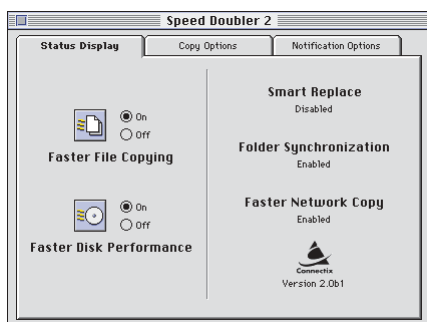 Speed Doubler 2
Status Display
Copy Options
Notification Options
On
Off
Faster File Copying
On
Off
Faster Disk Performance
Smart Replace
Disabled
Folder Synchronization
Enabled
Faster Network Copy
Enabled
Connectix
Version 2.0b1